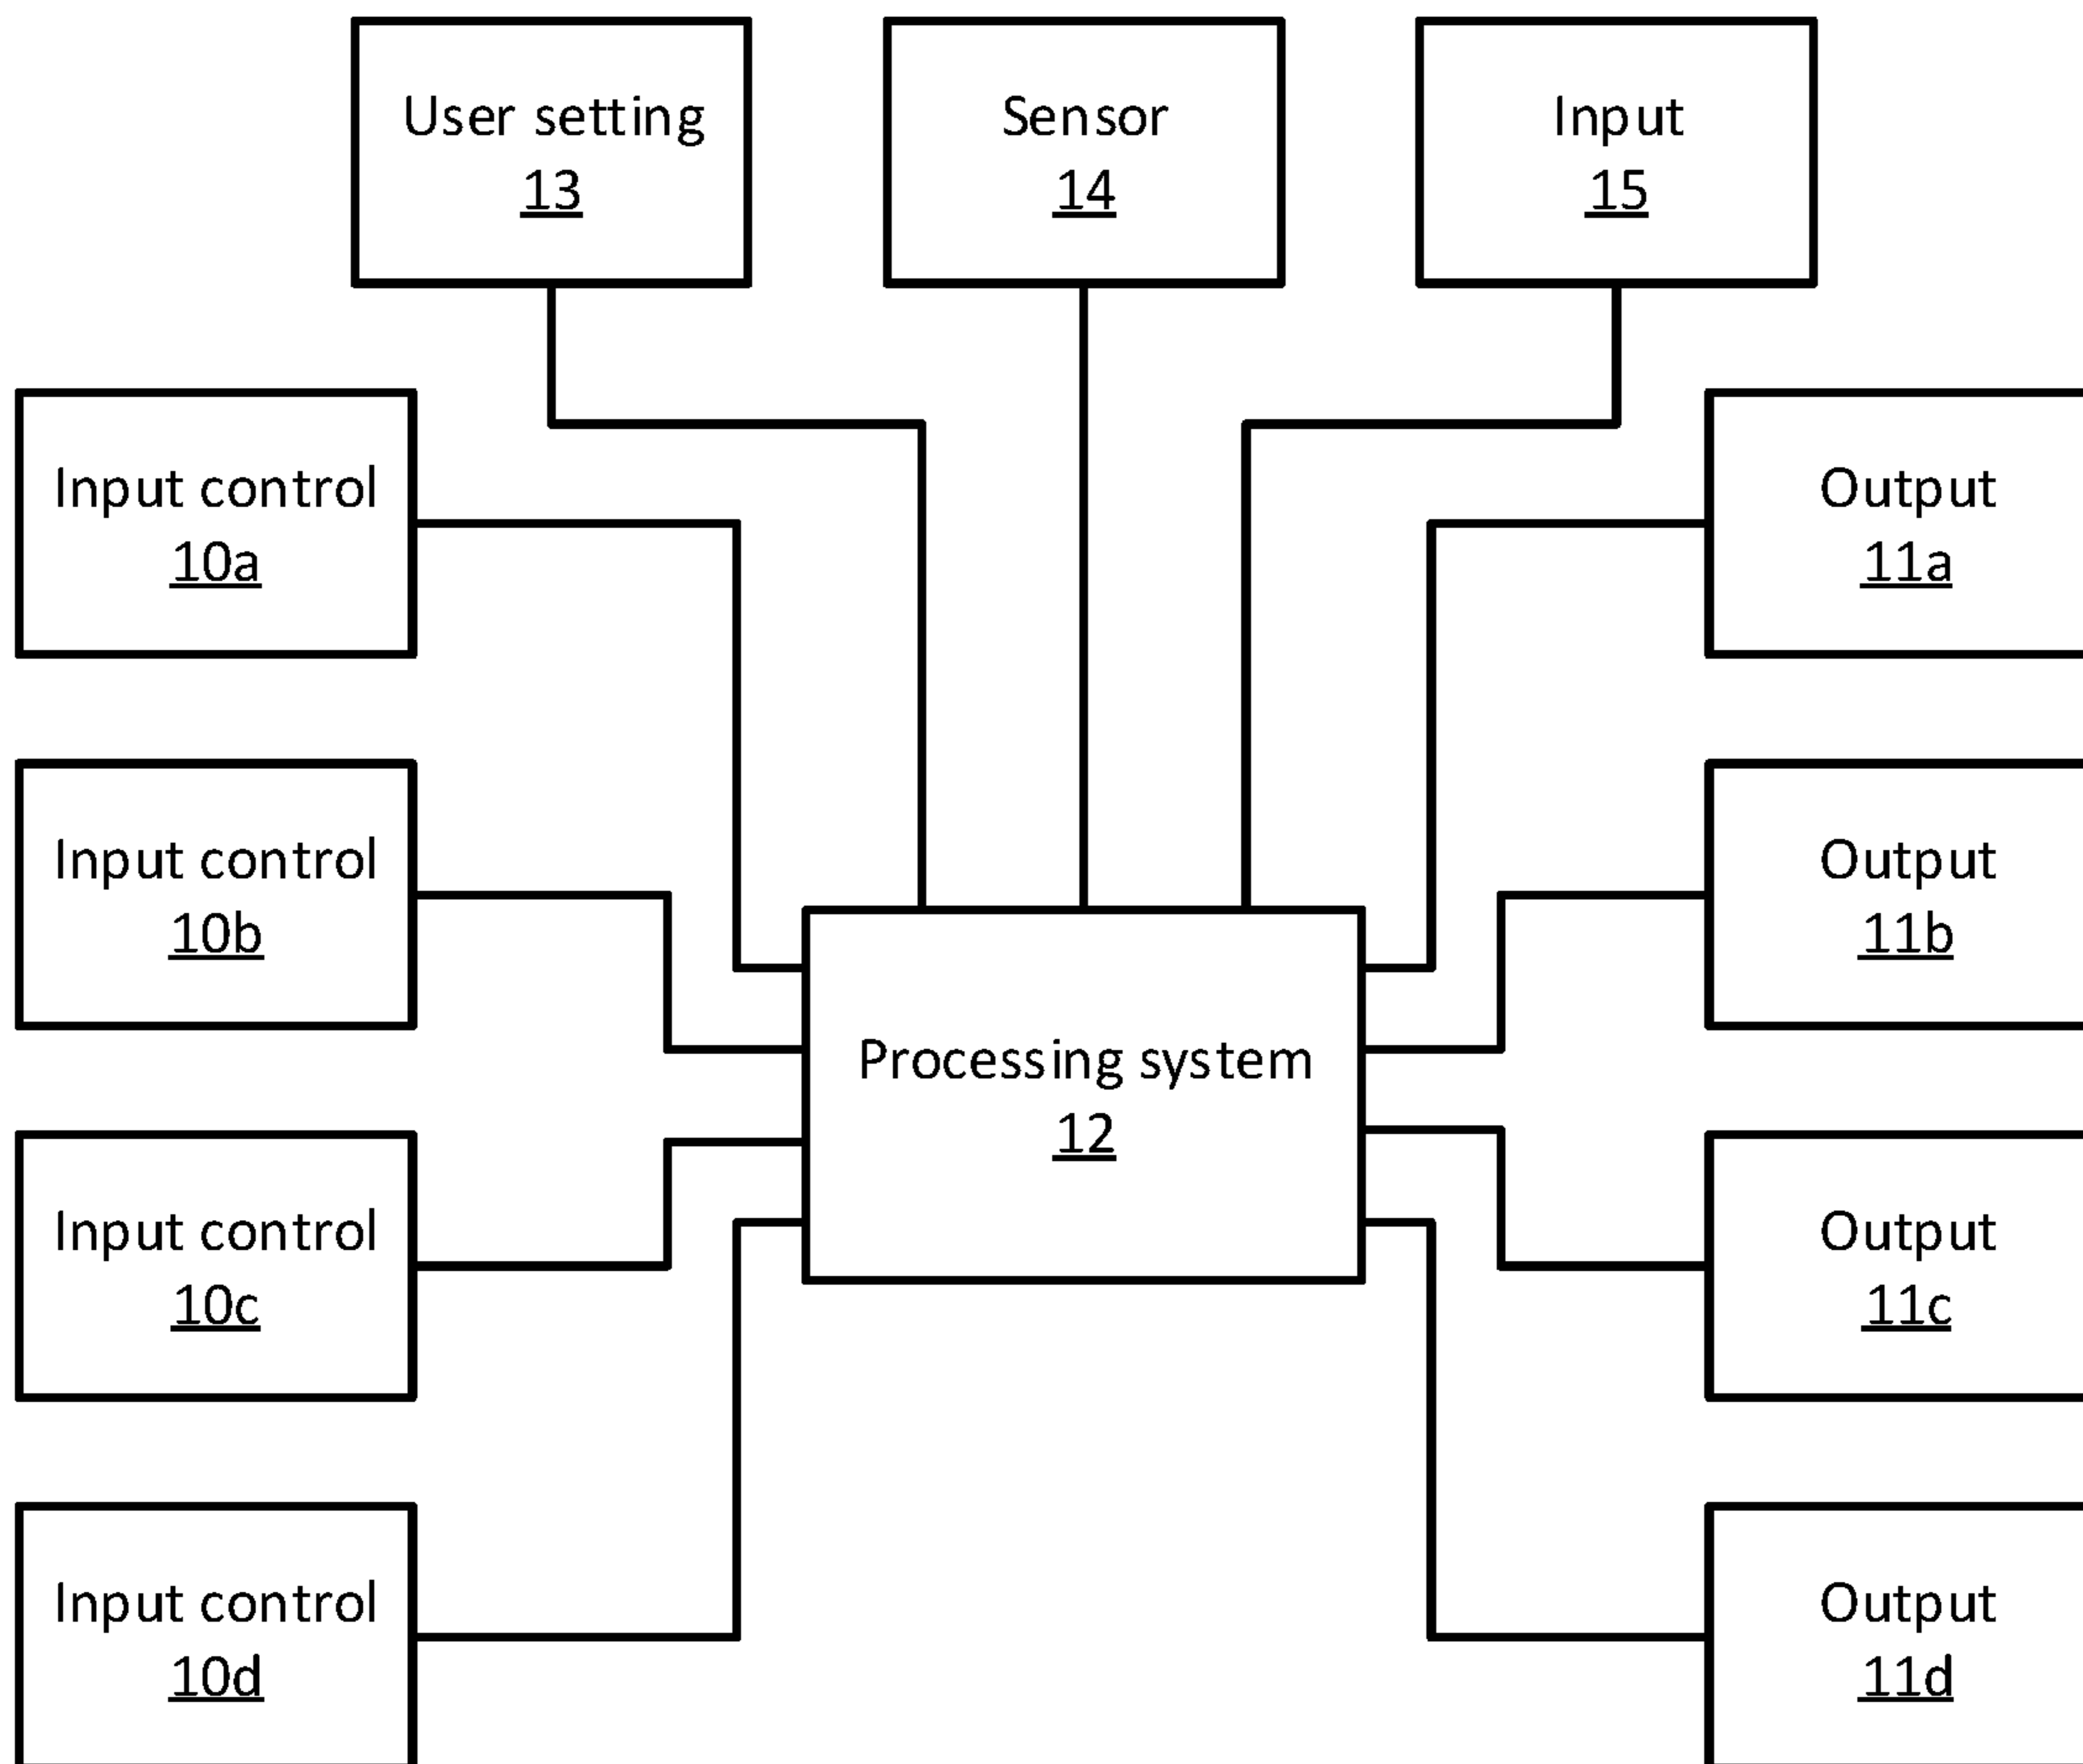 User setting
13
Sensor
14
Input
15
Input control
10a
Output
11a
Input control
10b
Output
11b
Processing system
12
Input control
10c
Output
11c
Input control
10d
Output
11d